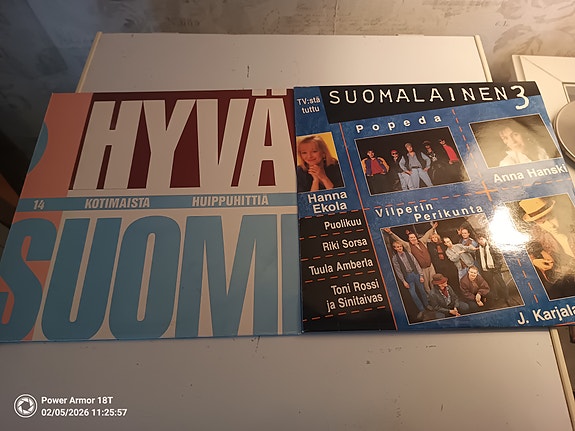 HYVÄ
14 KOTIMAISTA HUIPPUHITTIÄ
SUOMI
TV:stä
tuttu
SUOMALAINEN 3
Popeda
Hanna
Ekola
Anna Hanski
Vilperin
Perikunta
Puolikuu
Riki Sorsa
Tuula Amberla
Toni Rossi
ja Sinitaivas
J. Karjala
Power Armor 18T
02/05/2026 11:25:57